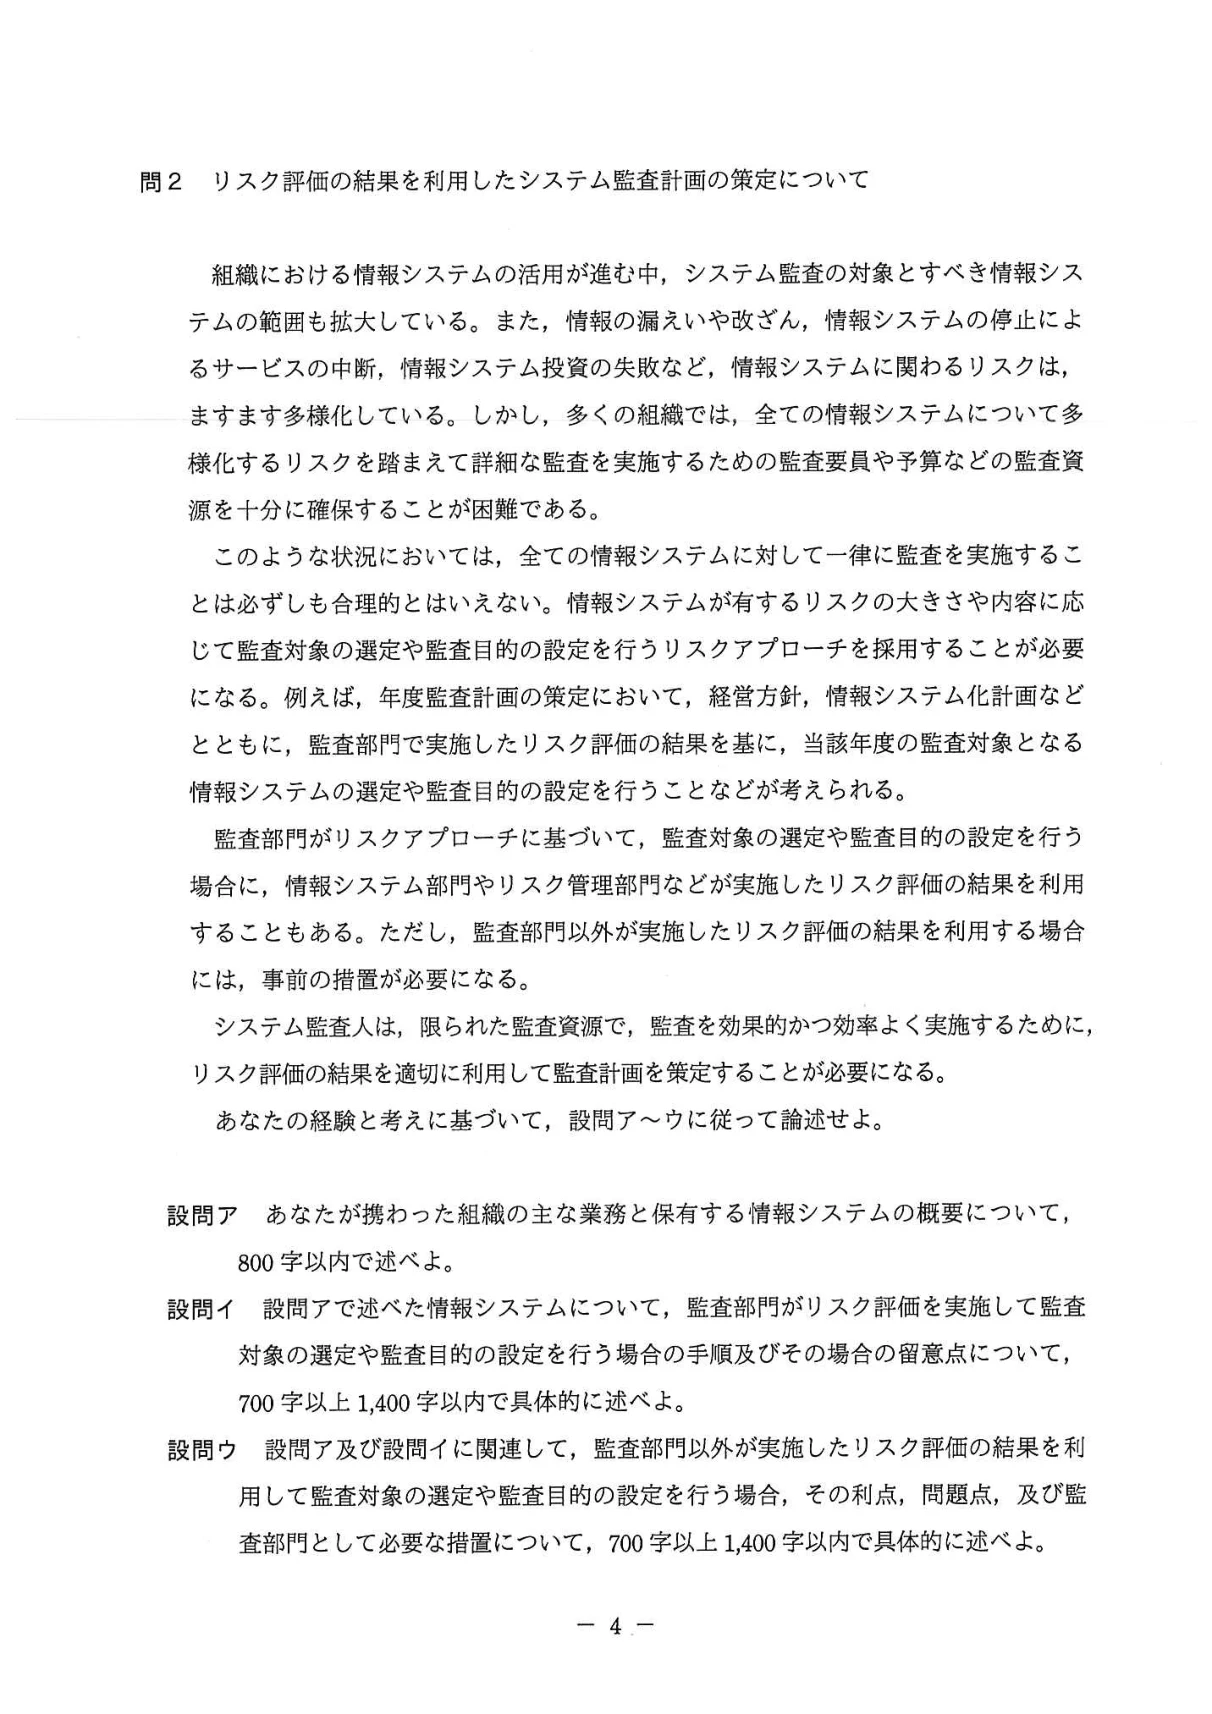 問2 リスク評価の結果を利用したシステム監査計画の策定について
組織における情報システムの活用が進む中，システム監査の対象とすべき情報シス
テムの範囲も拡大している。また，情報の漏えいや改ざん，情報システムの停止によ
るサービスの中断，情報システム投資の失敗など，情報システムに関わるリスクは，
ますます多様化している。しかし，多くの組織では，全ての情報システムについて多
様化するリスクを踏まえて詳細な監査を実施するための監査要員や予算などの監査資
源を十分に確保することが困難である。
このような状況においては，全ての情報システムに対して一律に監査を実施するこ
とは必ずしも合理的とはいえない。情報システムが有するリスクの大きさや内容に応
じて監査対象の選定や監査目的の設定を行うリスクアプローチを採用することが必要
になる。例えば，年度監査計画の策定において，経営方針，情報システム化計画など
とともに，監査部門で実施したリスク評価の結果を基に，当該年度の監査対象となる
情報システムの選定や監査目的の設定を行うことなどが考えられる。
監査部門がリスクアプローチに基づいて，監査対象の選定や監査目的の設定を行う
場合に，情報システム部門やリスク管理部門などが実施したリスク評価の結果を利用
することもある。ただし，監査部門以外が実施したリスク評価の結果を利用する場合
には，事前の措置が必要になる。
システム監査人は，限られた監査資源で，監査を効果的かつ効率よく実施するために，
リスク評価の結果を適切に利用して監査計画を策定することが必要になる。
あなたの経験と考えに基づいて，設問ア～ウに従って論述せよ。
設問ア あなたが携わった組織の主な業務と保有する情報システムの概要について，
800 字以内で述べよ。
設問イ 設問アで述べた情報システムについて，監査部門がリスク評価を実施して監査
対象の選定や監査目的の設定を行う場合の手順及びその場合の留意点について，
700 字以上 1,400 字以内で具体的に述べよ。
設問ウ 設問ア及び設問イに関連して，監査部門以外が実施したリスク評価の結果を利
用して監査対象の選定や監査目的の設定を行う場合，その利点，問題点，及び監
査部門として必要な措置について，700 字以上 1,400 字以内で具体的に述べよ。
－ 4 －